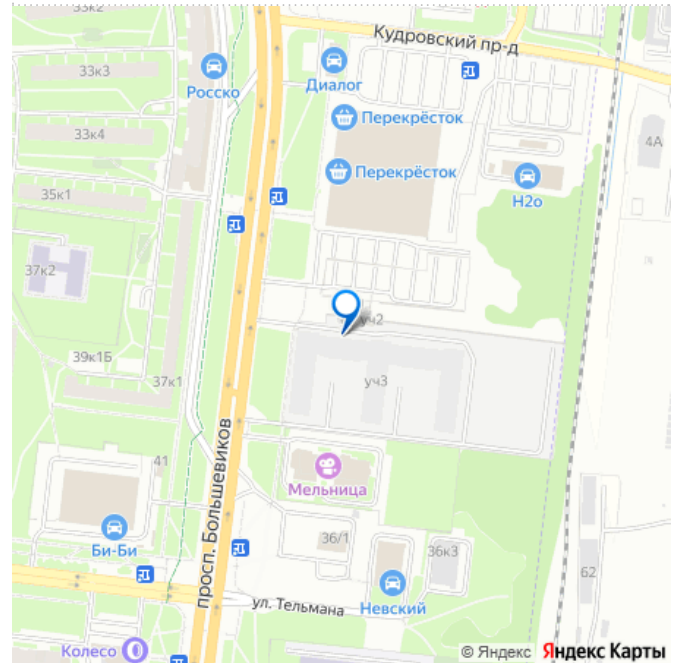 33к2
Кудровский пр-д
33к3
Росско
Диалог
Перекрёсток
33к4
4А
Перекрёсток
35к1
Н2о
37к2
уч2
39к1Б
37к1
уч3
просп. Большевиков
41
Мельница
36/1
Би-Би
36к3
62
ул. Тельмана
Невский
Колесо
© Яндекс Яндекс Карты